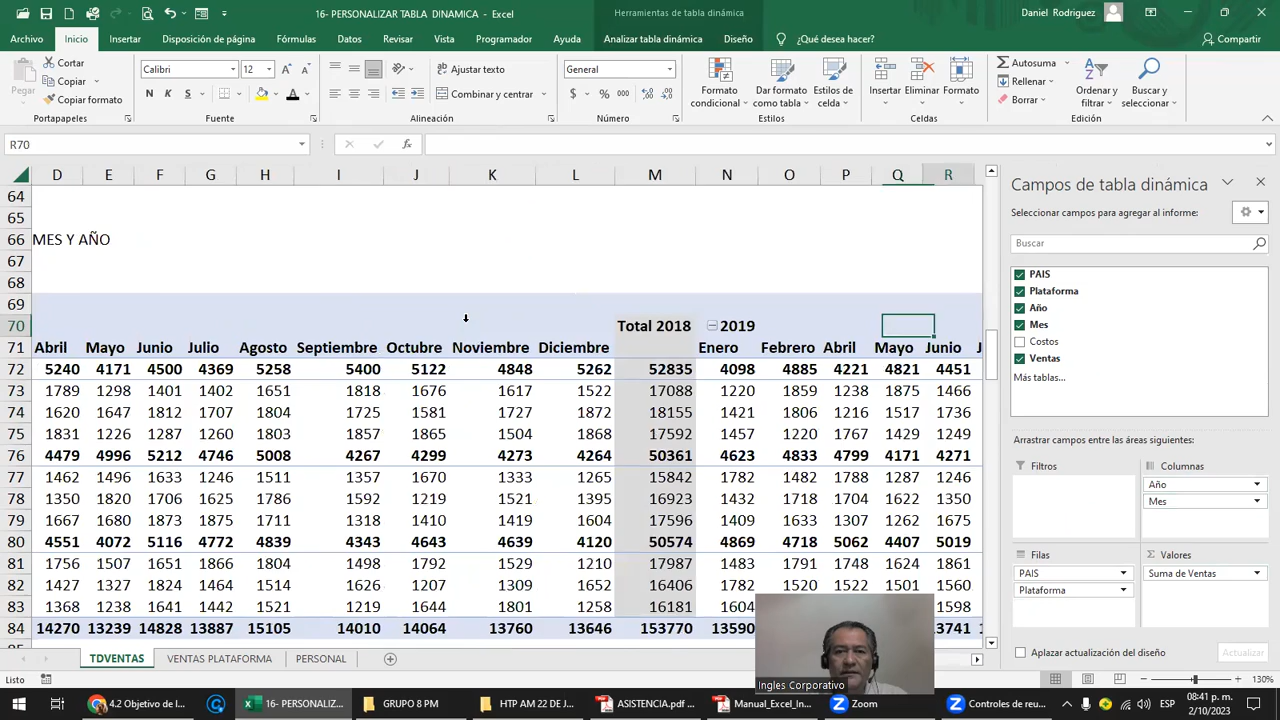 16- PERSONALIZAR TABLA DINAMICA - Excel
Herramientas de tabla dinámica
Daniel Rodriguez
Archivo Inicio Insertar Disposición de página Fórmulas Datos Revisar Vista Programador Ayuda Analizar tabla dinámica Diseño ¿Qué desea hacer? Compartir
Pegar
Cortar
Copiar
Copiar formato
Portapapeles
Calibri 12
N K S
Fuente
Ajustar texto
Combinar y centrar
Alineación
General
$ % 000
Número
Formato condicional
Dar formato como tabla
Estilos de celda
Estilos
Insertar Eliminar Formato
Celdas
Autosuma
Rellenar
Borrar
Ordenar y filtrar
Buscar y seleccionar
Edición
R70
fx
D E F G H I J K L M N O P Q R
64
65
66 MES Y AÑO
67
68
69
70 Total 2018 2019
71 Abril Mayo Junio Julio Agosto Septiembre Octubre Noviembre Diciembre Enero Febrero Abril Mayo Junio J
72 5240 4171 4500 4369 5258 5400 5122 4848 5262 52835 4098 4885 4221 4821 4451
73 1789 1298 1401 1402 1651 1818 1676 1617 1522 17088 1220 1859 1238 1875 1466
74 1620 1647 1812 1707 1804 1725 1581 1727 1872 18155 1421 1806 1216 1517 1736
75 1831 1226 1287 1260 1803 1857 1865 1504 1868 17592 1457 1220 1767 1429 1249
76 4479 4996 5212 4746 5008 4267 4299 4273 4264 50361 4623 4833 4799 4171 4271
77 1462 1496 1633 1246 1511 1357 1670 1333 1265 15842 1782 1482 1788 1287 1246
78 1350 1820 1706 1625 1786 1592 1219 1521 1395 16923 1432 1718 1704 1622 1350
79 1667 1680 1873 1875 1711 1318 1410 1419 1604 17596 1409 1633 1307 1262 1675
80 4551 4072 5116 4772 4839 4343 4643 4639 4120 50574 4869 4718 5062 4407 5019
81 1756 1507 1651 1866 1804 1498 1792 1529 1210 17987 1483 1791 1748 1624 1861
82 1427 1327 1824 1464 1514 1626 1207 1309 1652 16406 1782 1520 1522 1501 1560
83 1368 1238 1641 1442 1521 1219 1644 1801 1258 16181 1604 1598
84 14270 13239 14828 13887 15105 14010 14064 13760 13646 153770 13590 13741
Campos de tabla dinámica
Seleccionar campos para agregar al informe:
Buscar
PAIS
Plataforma
Año
Mes
Costos
Ventas
Más tablas...
Arrastrar campos entre las áreas siguientes:
Filtros
Columnas
Año
Mes
Filas
PAIS
Plataforma
Valores
Suma de Ventas
Aplazar actualización del diseño
Actualizar
TDVENTAS VENTAS PLATAFORMA PERSONAL
Ingles Corporativo
Listo
130%
4.2 Objetivo de l...
16- PERSONALIZ...
GRUPO 8 PM
HTP AM 22 DE J...
ASISTENCIA.pdf ...
Manual_Excel_In...
Zoom
Controles de reu...
ESP
08:41 p. m.
2/10/2023